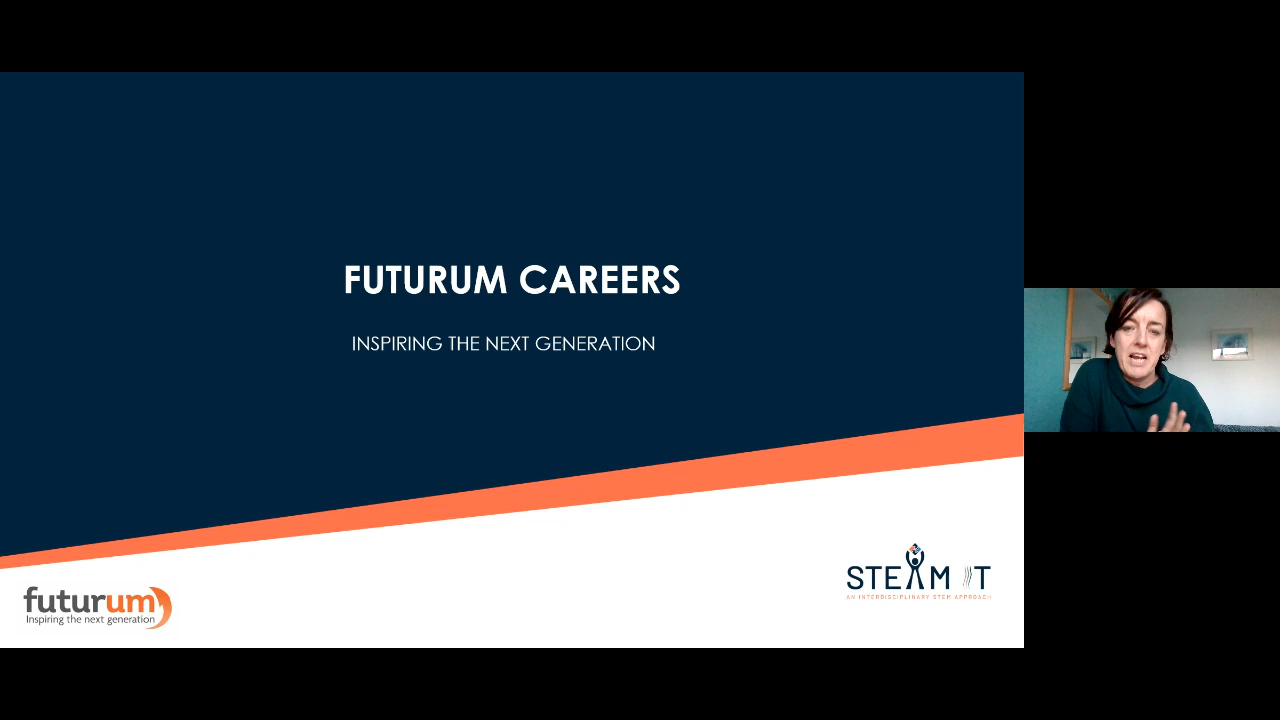 FUTURUM CAREERS
INSPIRING THE NEXT GENERATION
futurum
Inspiring the next generation
STEAM IT
AN INTERDISCIPLINARY STEM APPROACH